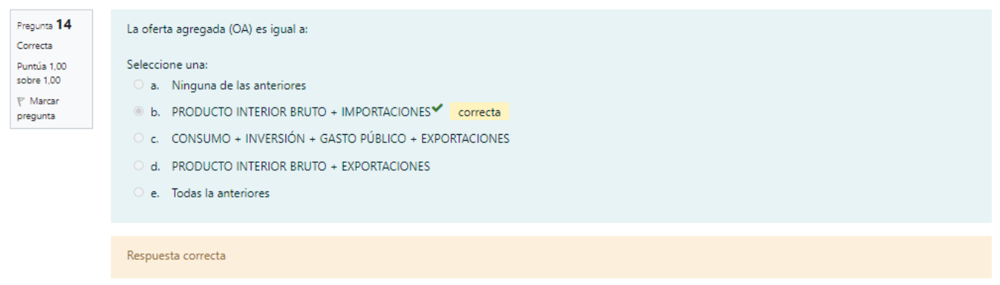 Pregunta 14
Correcta
Puntúa 1,00
sobre 1,00
Marcar
pregunta
La oferta agregada (OA) es igual a:
Seleccione una:
a. Ninguna de las anteriores
b. PRODUCTO INTERIOR BRUTO + IMPORTACIONES correcta
c. CONSUMO + INVERSIÓN + GASTO PÚBLICO + EXPORTACIONES
d. PRODUCTO INTERIOR BRUTO + EXPORTACIONES
e. Todas la anteriores
Respuesta correcta